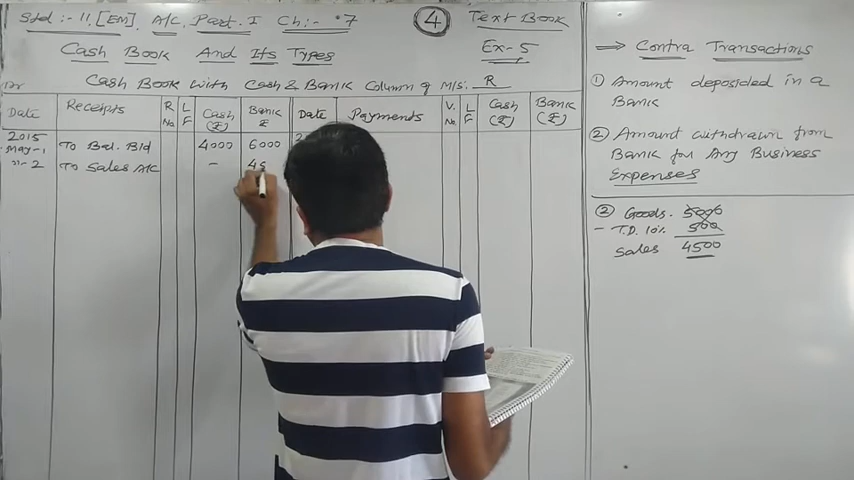 Std :- 11, [EM], A/C, Part. I Ch:- 7
4
Text Book
Cash Book And Its Types
Ex-5
Dr Cash Book with Cash & Bank Column of M/s. R
Date Receipts R No L F Cash (₹) Bank ₹ Date Payments V. No. L F Cash (₹) Bank (₹)
2015
May-1 To Bal. B/d 4000 6000
"- 2 To Sales A/c - 45
⇒ Contra Transactions
① Amount deposided in a
Bank
② Amount withdrawn from
Bank for Any Business
Expenses
② Goods. 5000
- T.D. 10% 500
Sales 4500